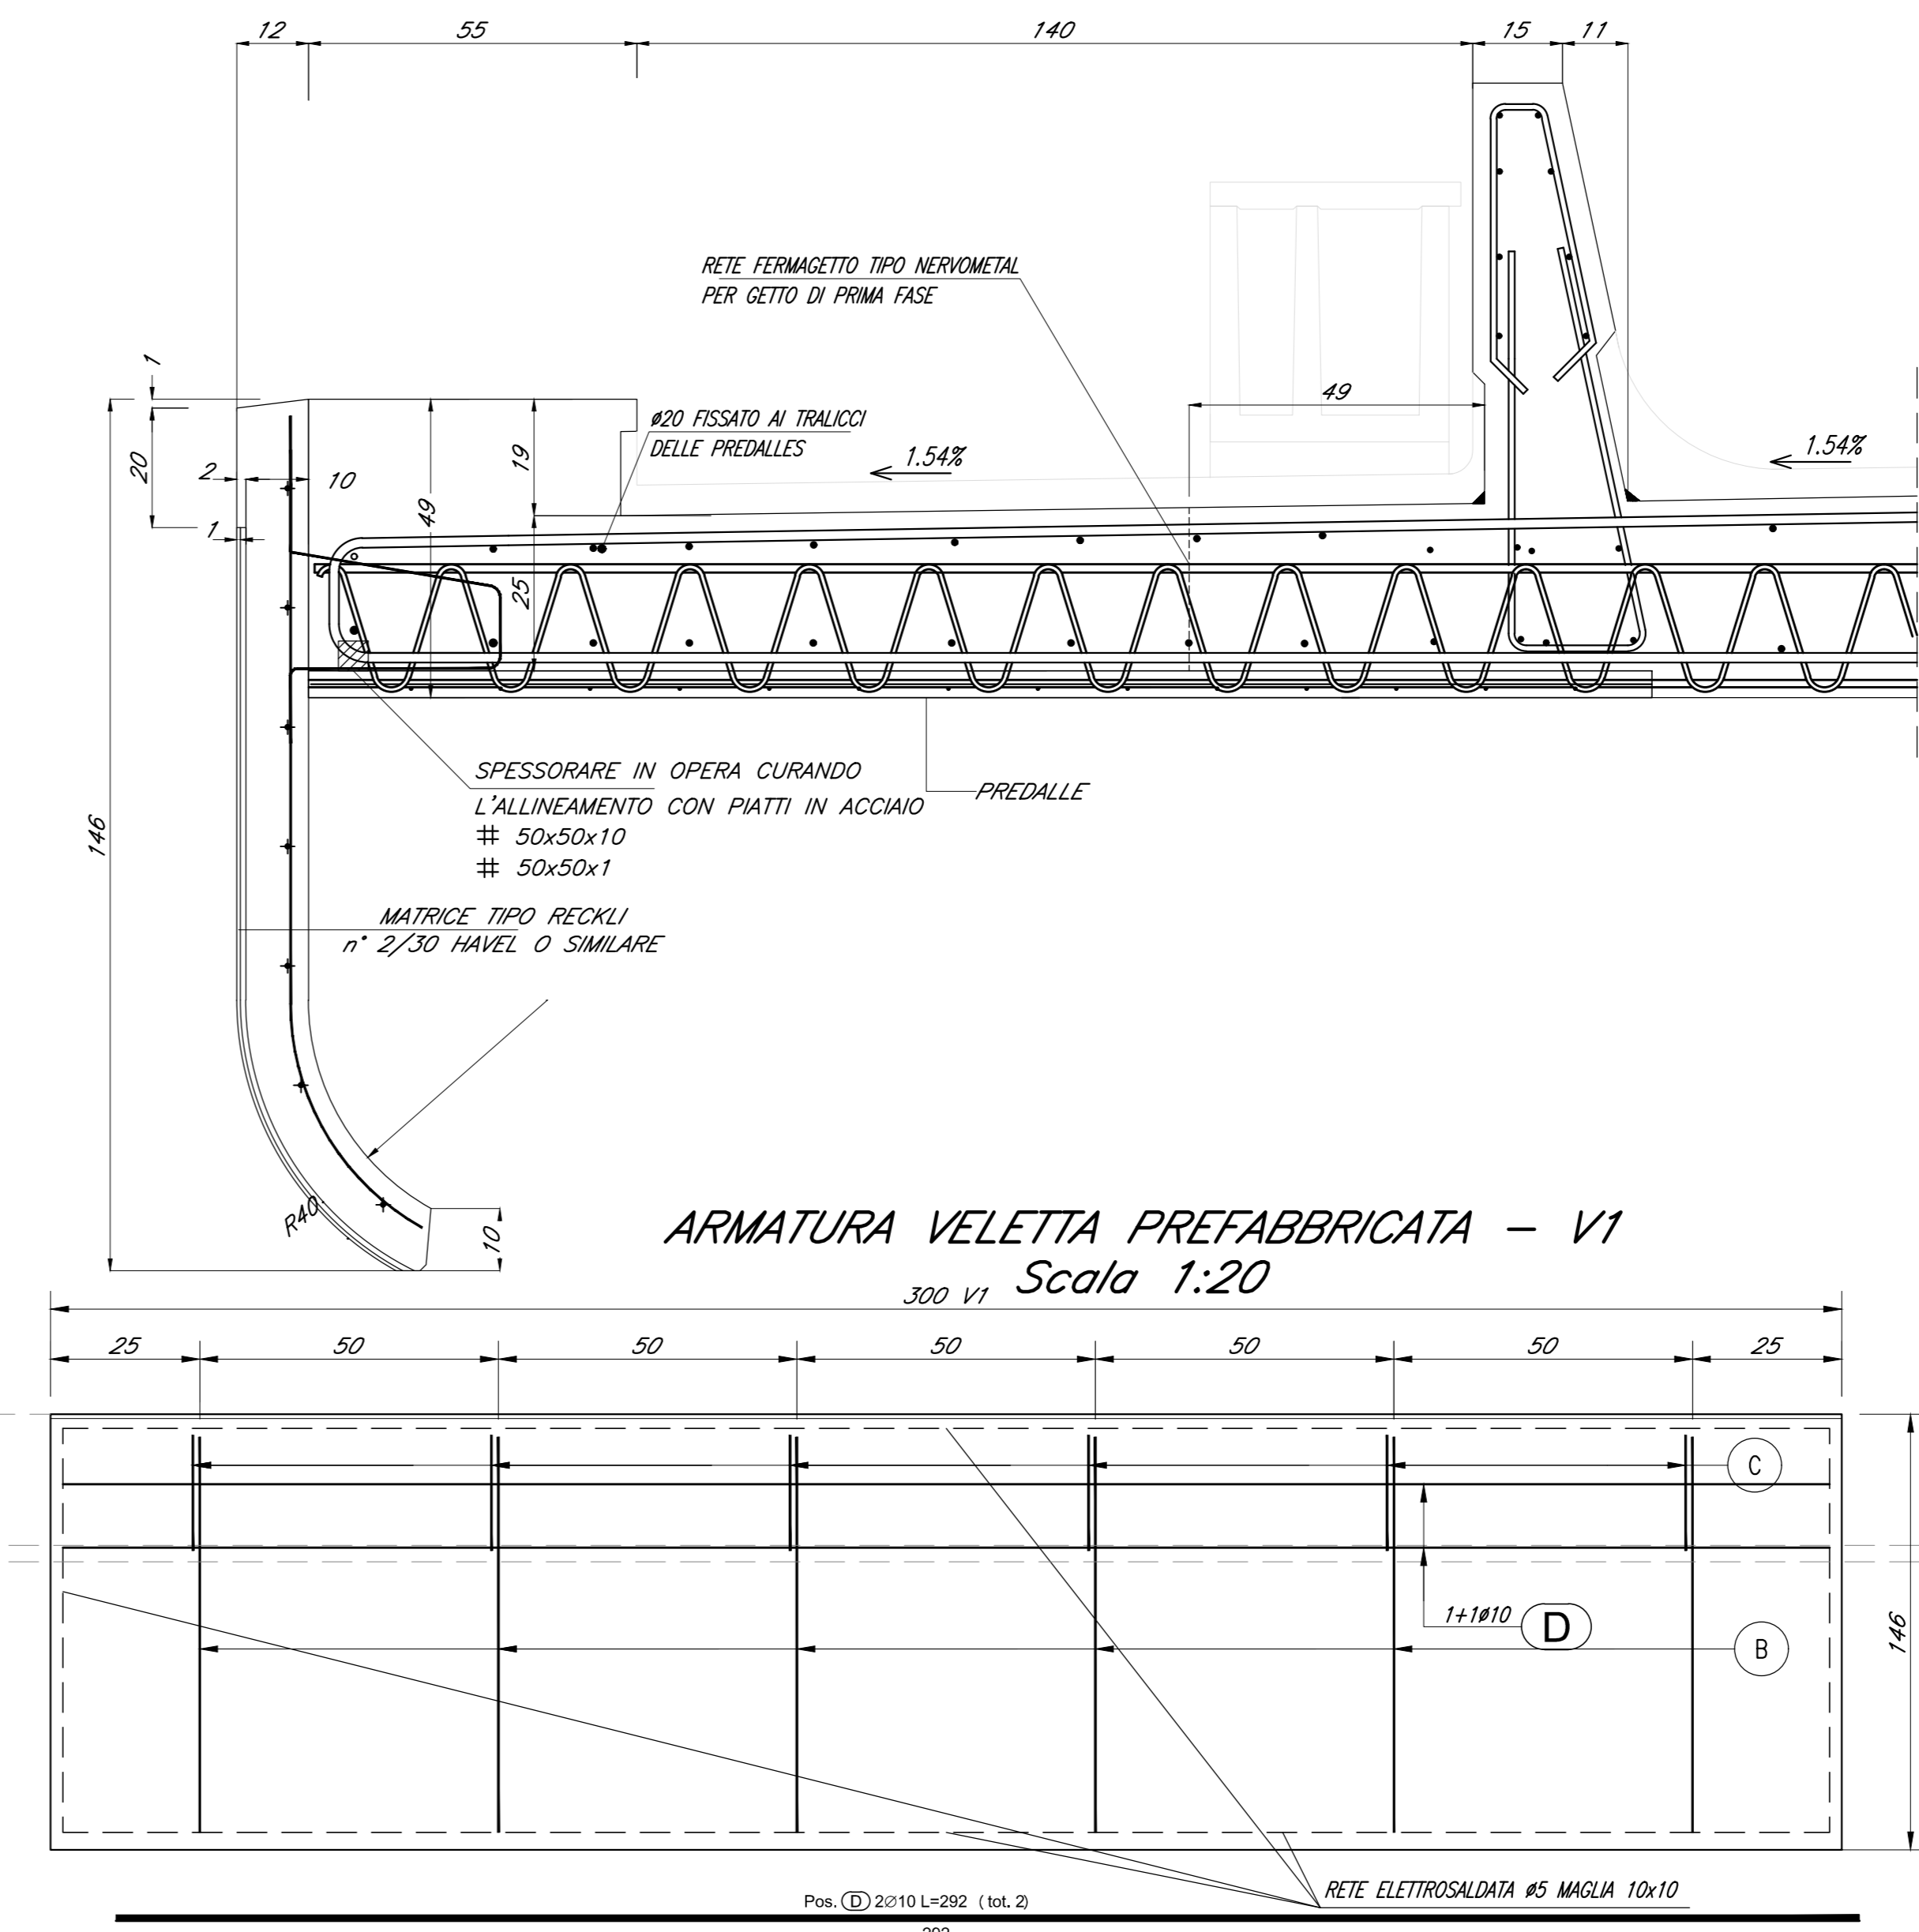 12
55
140
15
11
RETE FERMAGETTO TIPO NERVOMETAL
PER GETTO DI PRIMA FASE
1
49
ø20 FISSATO AI TRALICCI
DELLE PREDALLES
1.54%
1.54%
20
2
10
19
49
1
25
SPESSORARE IN OPERA CURANDO
L'ALLINEAMENTO CON PIATTI IN ACCIAIO
# 50x50x10
# 50x50x1
PREDALLE
146
MATRICE TIPO RECKLI
n° 2/30 HAVEL O SIMILARE
R40
10
ARMATURA VELETTA PREFABBRICATA – V1
Scala 1:20
300 V1
25
50
50
50
50
50
25
C
1+1ø10
D
B
146
RETE ELETTROSALDATA ø5 MAGLIA 10x10
Pos. D 2∅10 L=292 (tot. 2)